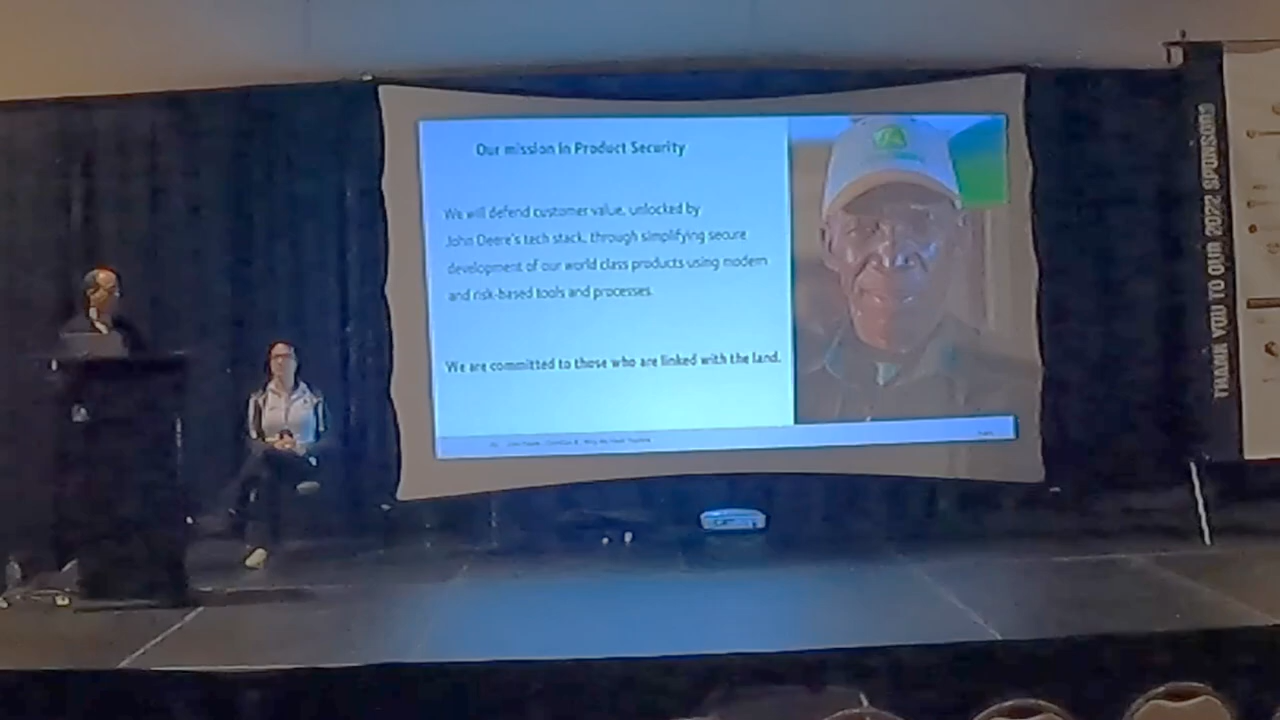 Our mission in Product Security
We will defend customer value, unlocked by
John Deere's tech stack, through simplifying secure
development of our world class products using modern
and risk-based tools and processes.
We are committed to those who are linked with the land.
THANK YOU TO OUR 2022 SPONSORS